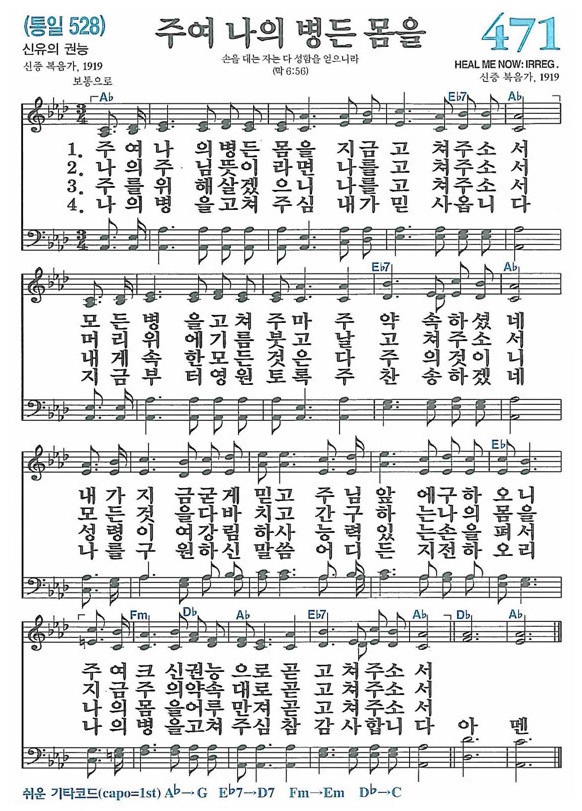 (통일 528)
주여 나의 병든 몸을
471
신유의 권능
손을 대는 자는 다 성함을 얻으니라
(막 6:56)
HEAL ME NOW: IRREG.
신증 복음가, 1919
신증 복음가, 1919
보통으로
A♭ E♭7 A♭
1. 주여나 의병든 몸을 지금고 쳐주소 서
2. 나의주 님뜻이 라면 나를고 쳐주소 서
3. 주를위 해살겠 으니 나를고 쳐주소 서
4. 나의병 을고쳐 주심 내가믿 사옵니 다
E♭7 A♭
모 든 병 을고쳐주마 주 약 속하셨네
머 리 위 에기름붓고 날 고 쳐주소서
내 게 속 한모든것은 다 주 의것이니
지 금 부 터영원토록 주 찬 송하겠네
E♭
내 가 지 금굳게 믿고 주님 앞 에구하 오니
모 든 것 을다바 치고 간구 하 는나의 몸을
성 령 강림 하사 능력 있 는손을 펴서
나 를 구 원하신 말씀 어디 든 지전하 오리
Fm D♭ A♭ E♭7 A♭ D♭ A♭
주 여 크 신권능 으로 곧고 쳐주소 서
지 금 주 의약속 대로 곧고 쳐주소 서
나 의 몸 을어루 만져 곧고 쳐주소 서
나 의 병 을고쳐 주심 참감 사합니 다 아 멘
쉬운 기타코드(capo=1st) A♭→G E♭7→D7 Fm→Em D♭→C